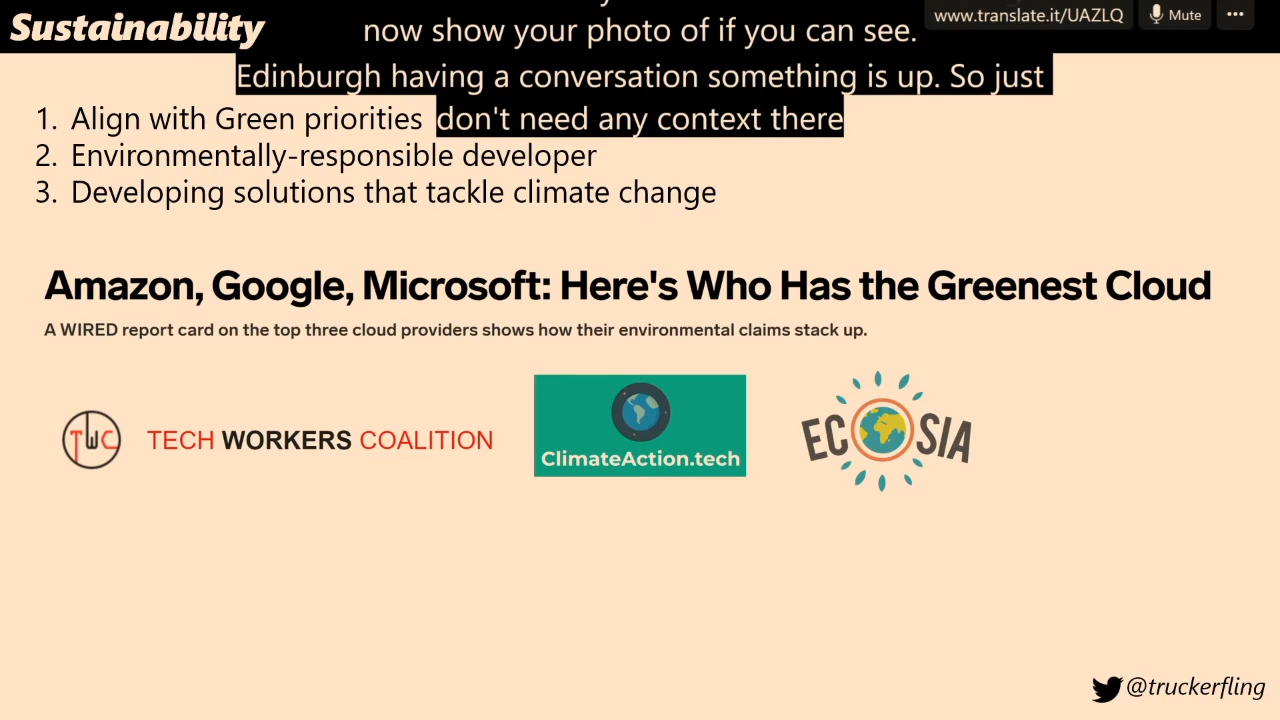 Sustainability
www.translate.it/UAZLQ
Mute
now show your photo of if you can see.
Edinburgh having a conversation something is up. So just
don't need any context there
1. Align with Green priorities
2. Environmentally-responsible developer
3. Developing solutions that tackle climate change
Amazon, Google, Microsoft: Here's Who Has the Greenest Cloud
A WIRED report card on the top three cloud providers shows how their environmental claims stack up.
TWC TECH WORKERS COALITION
ClimateAction.tech
ECOSIA
@truckerfling